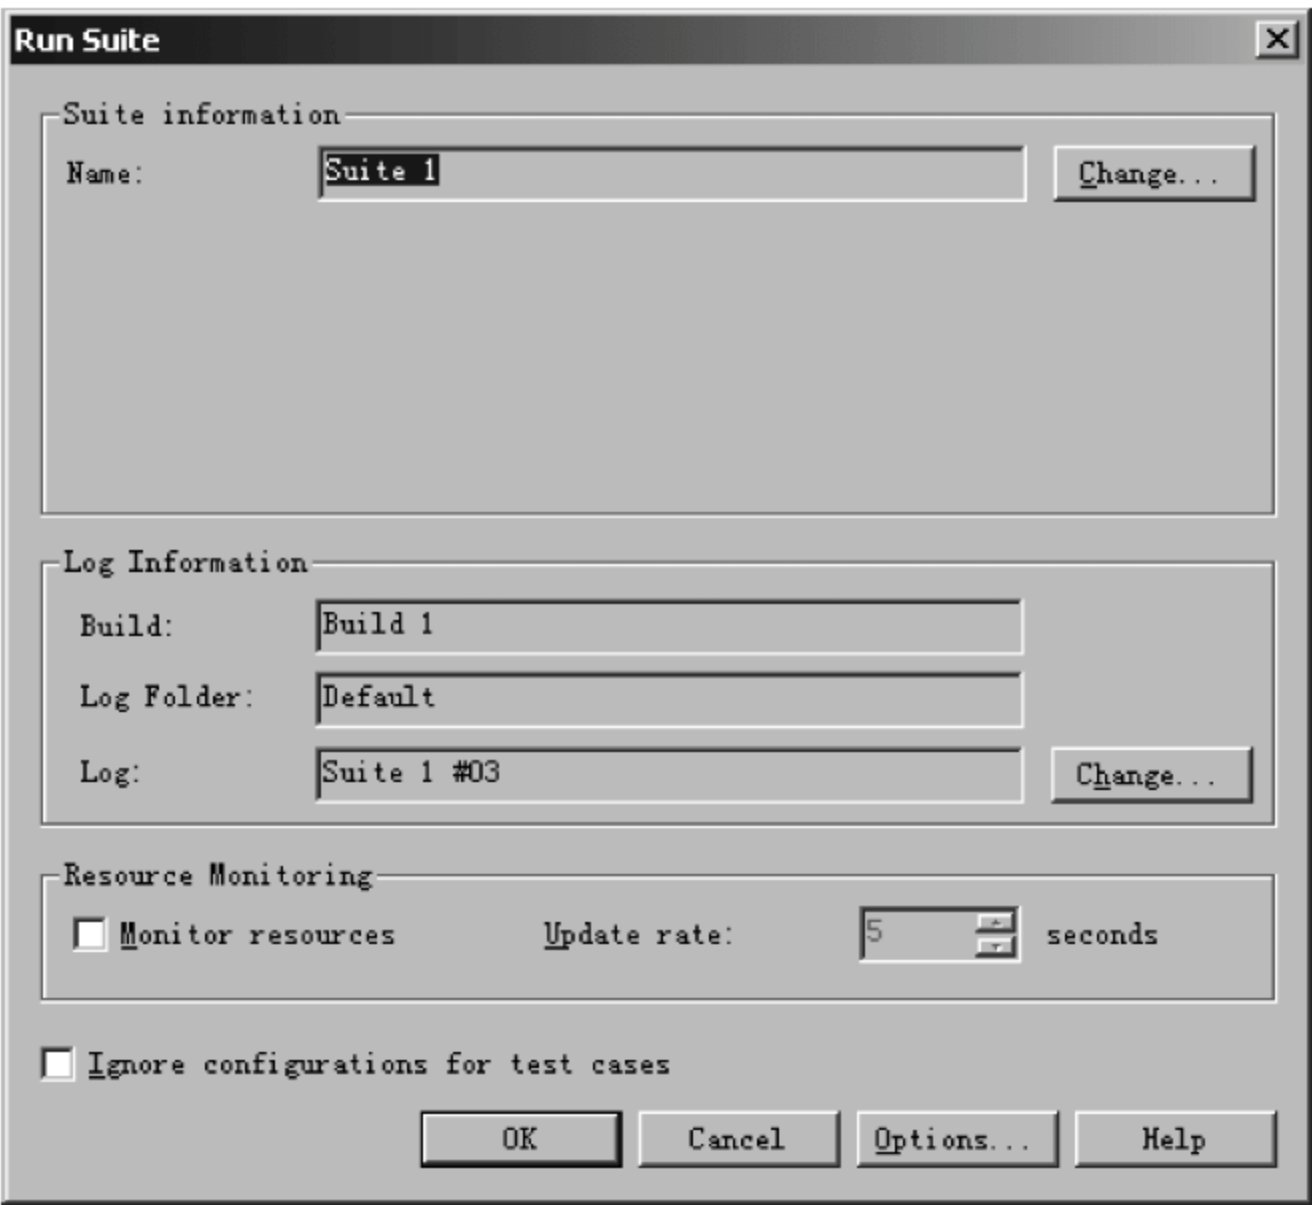 Run Suite
Suite information
Name: Suite 1 Change...
Log Information
Build: Build 1
Log Folder: Default
Log: Suite 1 #03 Change...
Resource Monitoring
Monitor resources Update rate: 5 seconds
Ignore configurations for test cases
OK Cancel Options... Help